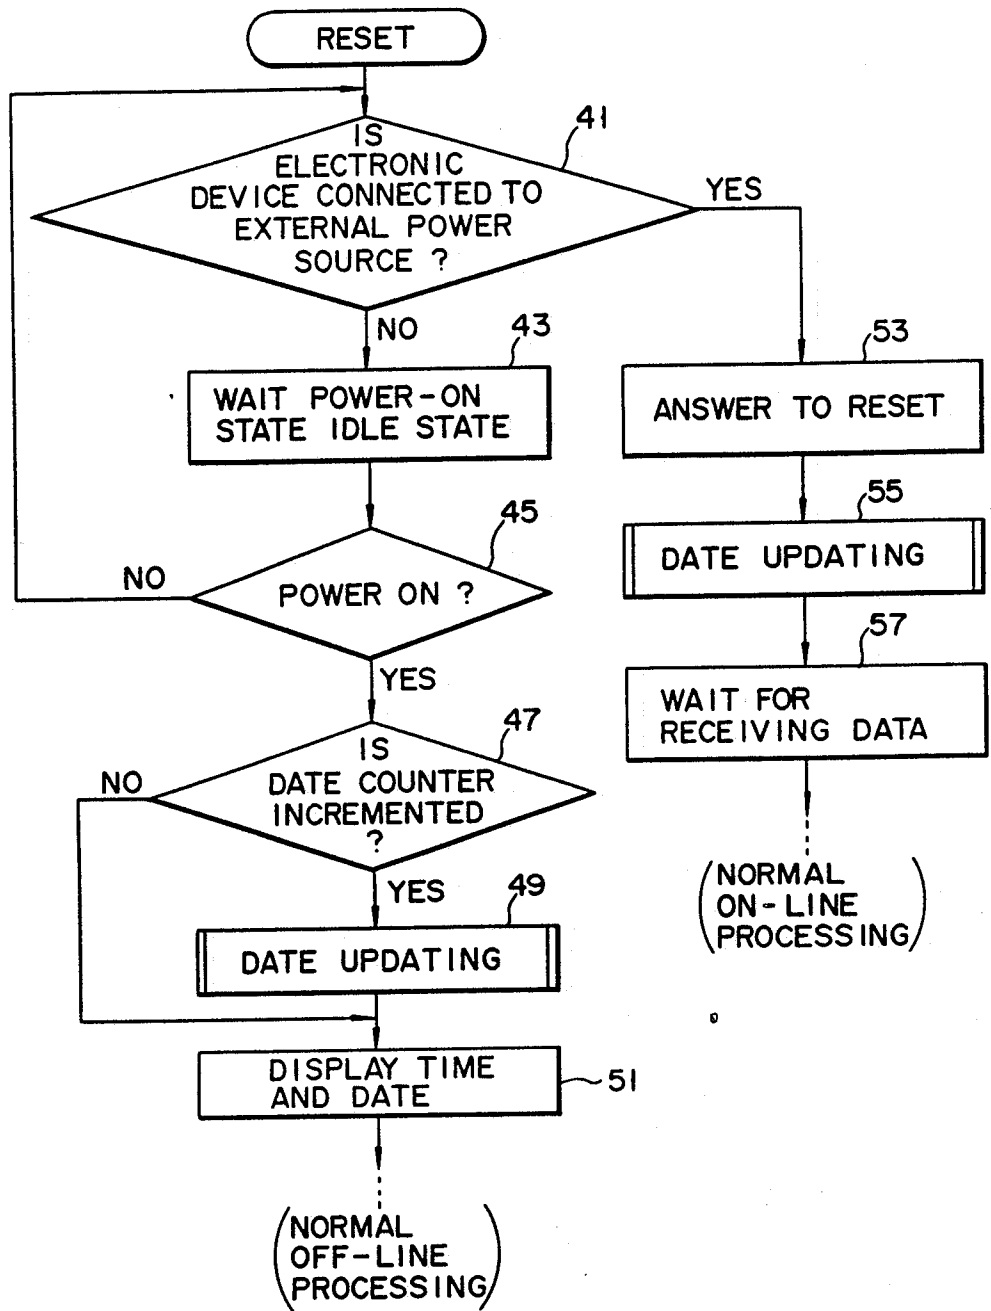 RESET
41
IS
ELECTRONIC
DEVICE CONNECTED TO
EXTERNAL POWER
SOURCE ?
YES
NO
43
WAIT POWER-ON
STATE IDLE STATE
53
ANSWER TO RESET
45
POWER ON ?
NO
YES
55
DATE UPDATING
57
WAIT FOR
RECEIVING DATA
(NORMAL
ON-LINE
PROCESSING)
47
IS
DATE COUNTER
INCREMENTED
?
NO
YES
49
DATE UPDATING
DISPLAY TIME
AND DATE
51
(NORMAL
OFF-LINE
PROCESSING)